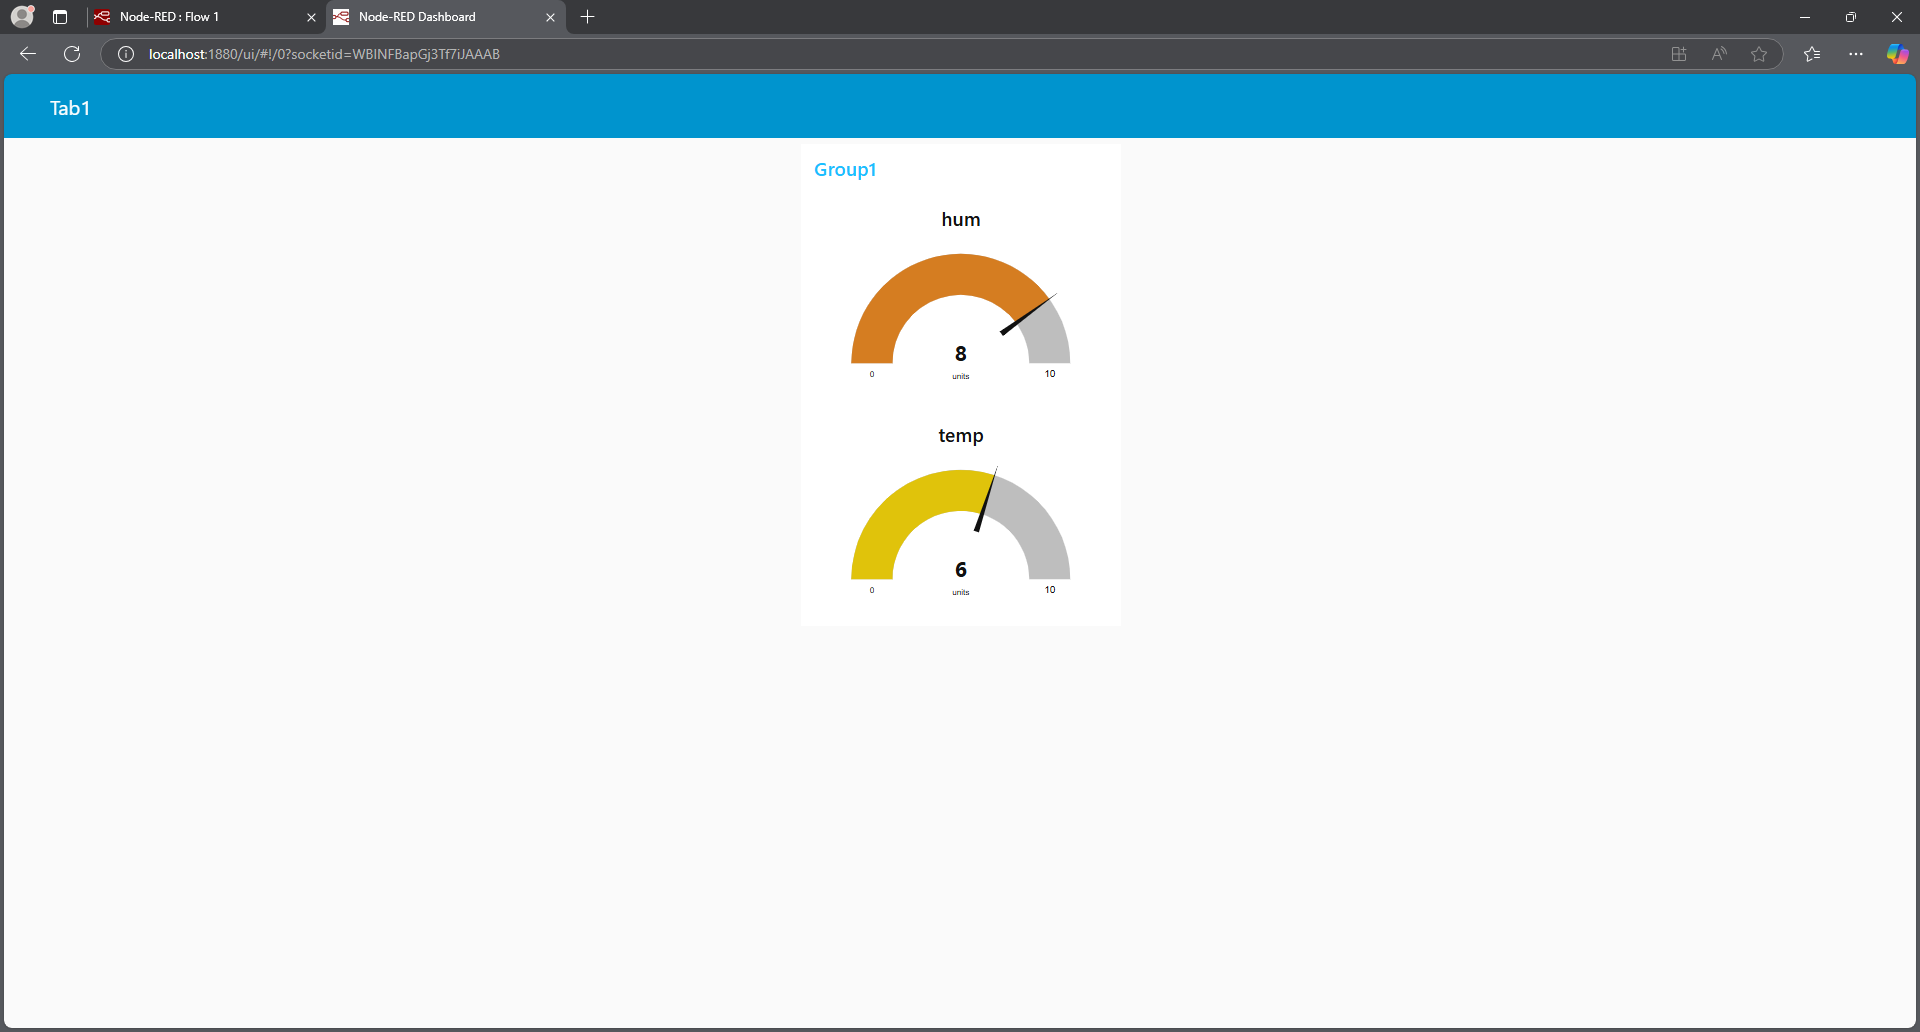 Node-RED : Flow 1
Node-RED Dashboard
localhost:1880/ui/#!/0?socketid=WBINFBapGj3Tf7iJAAAB
Tab1
Group1
hum
8
0
units
10
temp
6
0
units
10